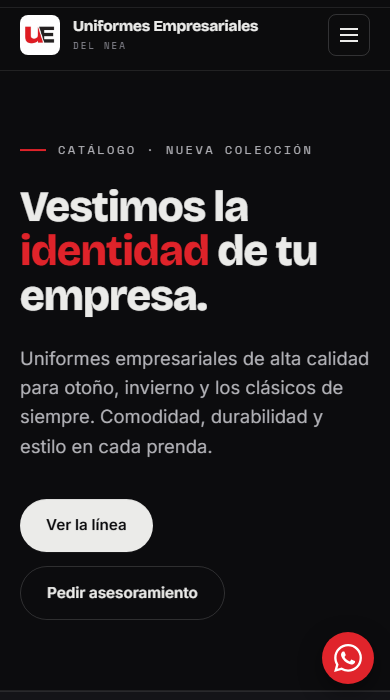 UE
Uniformes Empresariales
DEL NEA
CATÁLOGO · NUEVA COLECCIÓN
Vestimos la
identidad de tu
empresa.
Uniformes empresariales de alta calidad
para otoño, invierno y los clásicos de
siempre. Comodidad, durabilidad y
estilo en cada prenda.
Ver la línea
Pedir asesoramiento